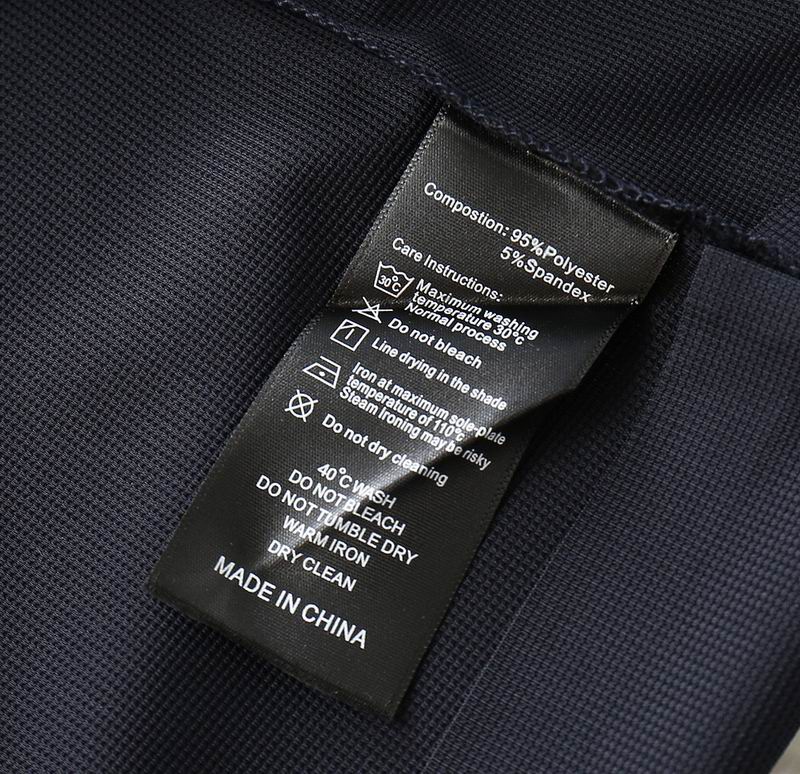 Compostion: 95%Polyester
5%Spandex
Care Instructions:
30°C Maximum washing
temperature 30°c
Normal process
Do not bleach
Line drying in the shade
Iron at maximum sole-plate
temperature of 110°c
Steam Ironing may be risky
Do not dry cleaning
40°C WASH
DO NOT BLEACH
DO NOT TUMBLE DRY
WARM IRON
DRY CLEAN
MADE IN CHINA